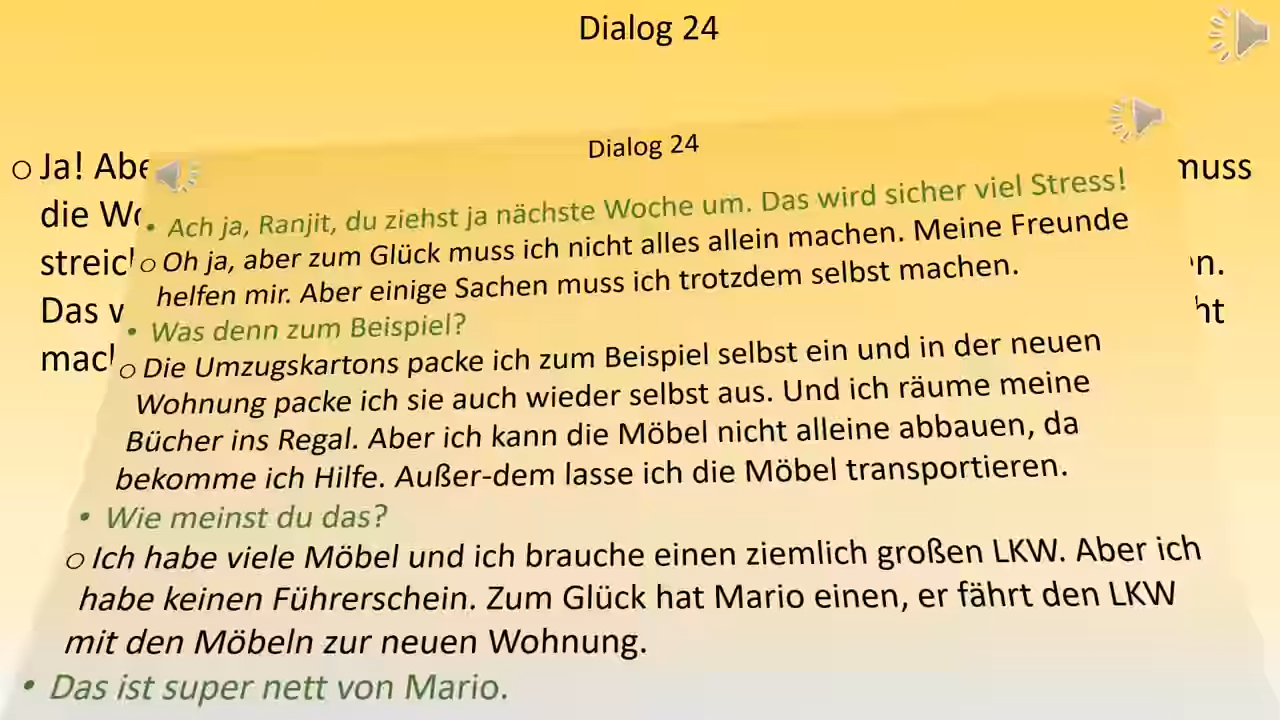 Dialog 24
Dialog 24
○ Ja!
die
• Ach ja, Ranjit, du ziehst ja nächste Woche um. Das wird sicher viel Stress!
○ Oh ja, aber zum Glück muss ich nicht alles allein machen. Meine Freunde
helfen mir. Aber einige Sachen muss ich trotzdem selbst machen.
Das
• Was denn zum Beispiel?
○ Die Umzugskartons packe ich zum Beispiel selbst ein und in der neuen
Wohnung packe ich sie auch wieder selbst aus. Und ich räume meine
Bücher ins Regal. Aber ich kann die Möbel nicht alleine abbauen, da
bekomme ich Hilfe. Außer-dem lasse ich die Möbel transportieren.
• Wie meinst du das?
○ Ich habe viele Möbel und ich brauche einen ziemlich großen LKW. Aber ich
habe keinen Führerschein. Zum Glück hat Mario einen, er fährt den LKW
mit den Möbeln zur neuen Wohnung.
• Das ist super nett von Mario.